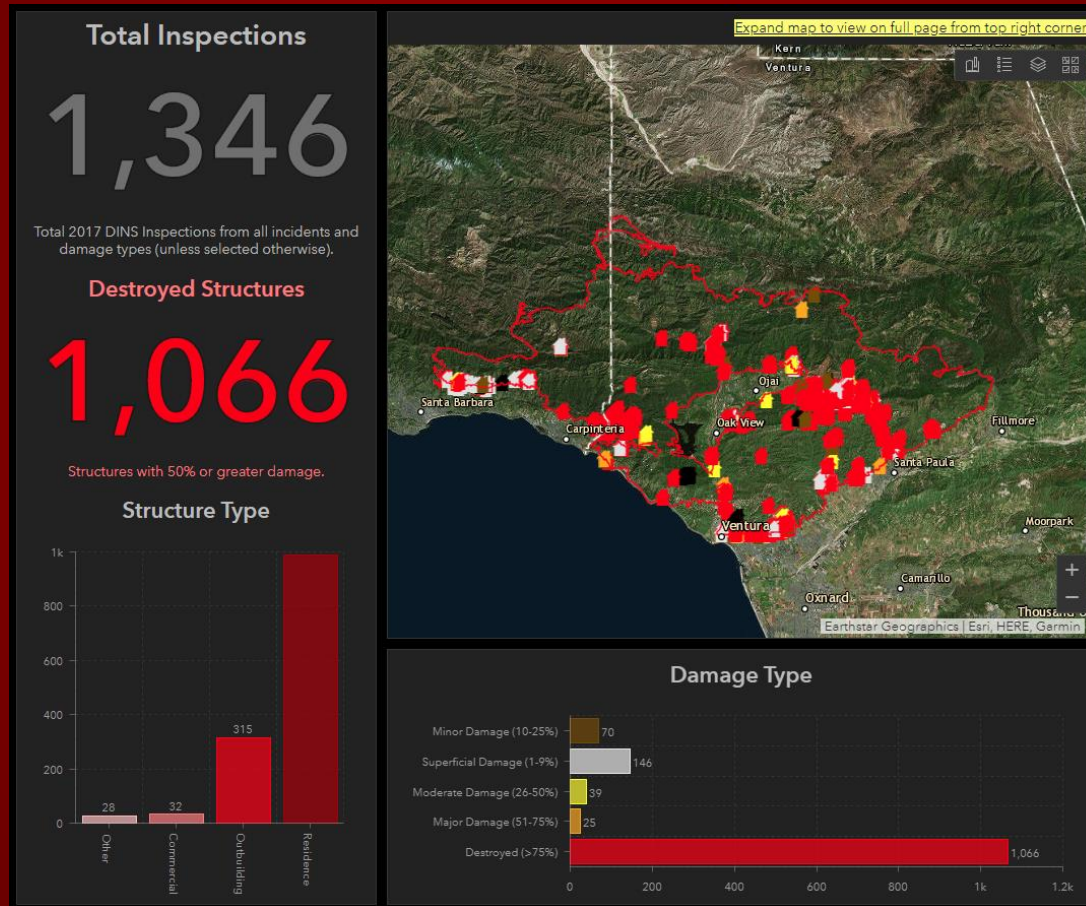 Total Inspections
1,346
Total 2017 DINS Inspections from all incidents and
damage types (unless selected otherwise).
Destroyed Structures
1,066
Structures with 50% or greater damage.
Structure Type
1k
800
600
400
200
0
28
32
315
Other
Commercial
Outbuilding
Residence
Expand map to view on full page from top right corner
Kern
Ventura
Santa Barbara
Carpinteria
Ojai
Oak View
Fillmore
Santa Paula
Ventura
Moorpark
Camarillo
Oxnard
Earthstar Geographics | Esri, HERE, Garmin
Damage Type
Minor Damage (10-25%)
70
Superficial Damage (1-9%)
146
Moderate Damage (26-50%)
39
Major Damage (51-75%)
25
Destroyed (>75%)
1,066
0
200
400
600
800
1k
1.2k